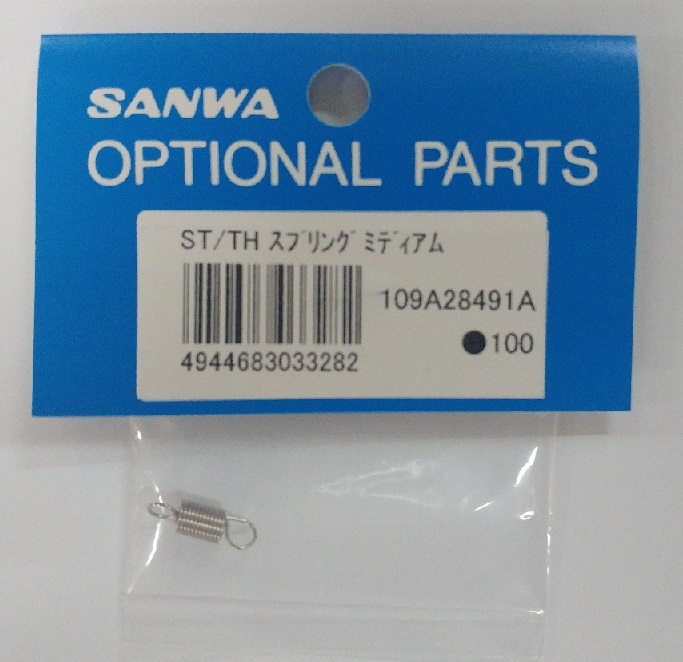 SANWA
OPTIONAL PARTS
ST/TH ｽﾌﾟﾘﾝｸﾞ ﾐﾃﾞｨｱﾑ
109A28491A
●100
4944683033282